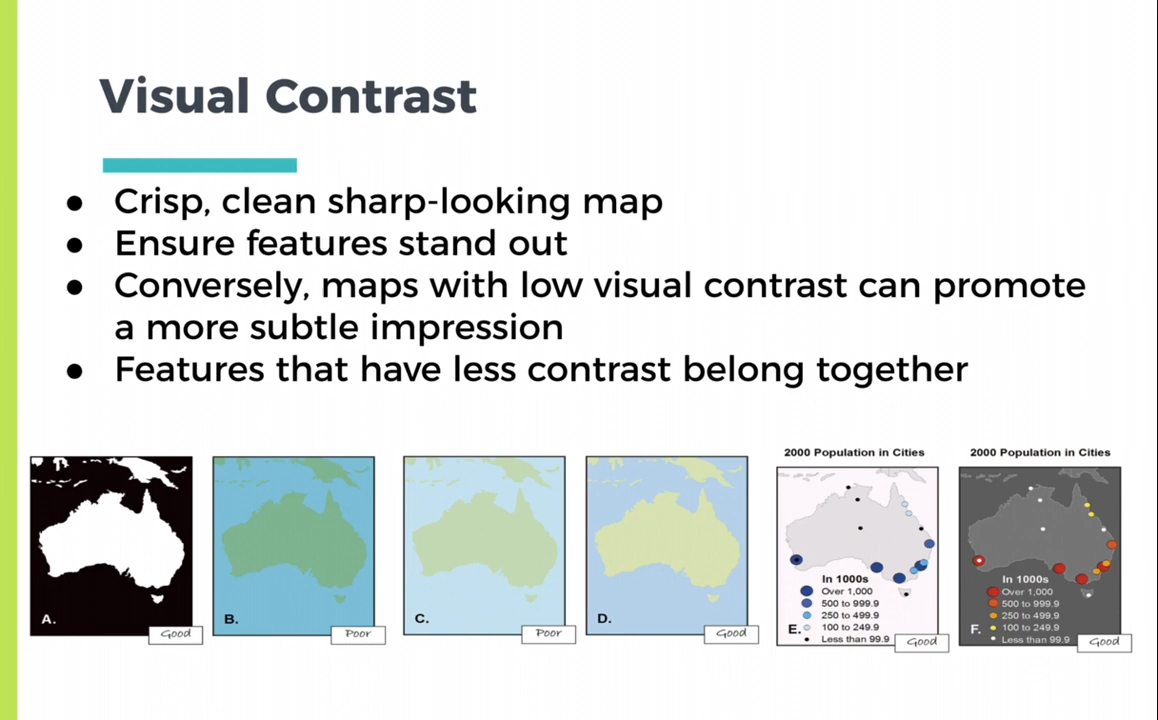 Visual Contrast
● Crisp, clean sharp-looking map
● Ensure features stand out
● Conversely, maps with low visual contrast can promote
a more subtle impression
● Features that have less contrast belong together
A.
Good
B.
Poor
C.
Poor
D.
Good
2000 Population in Cities
In 1000s
Over 1,000
500 to 999.9
250 to 499.9
100 to 249.9
Less than 99.9
E.
Good
2000 Population in Cities
In 1000s
Over 1,000
500 to 999.9
250 to 499.9
100 to 249.9
Less than 99.9
F.
Good